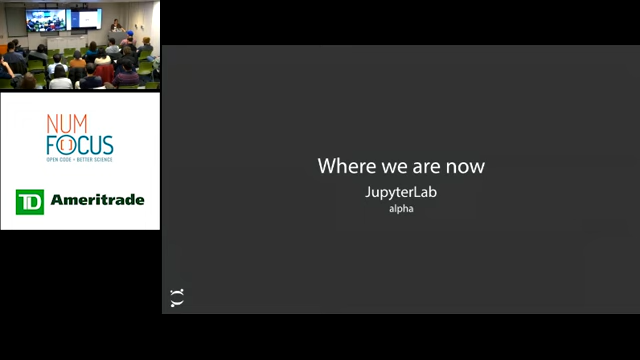 NUM
FOCUS
OPEN CODE = BETTER SCIENCE
TD Ameritrade
Where we are now
JupyterLab
alpha